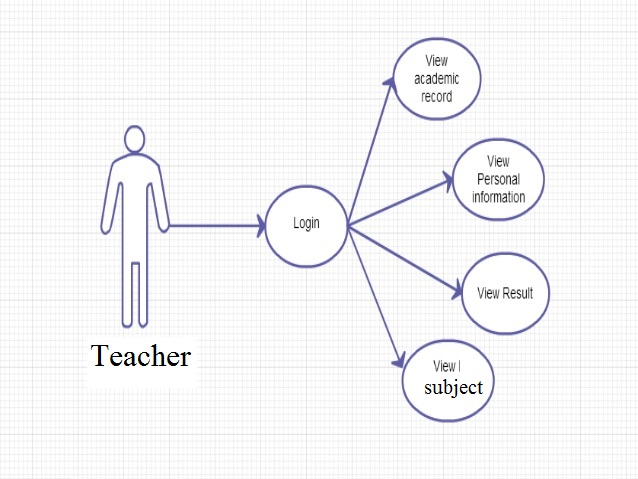 View
academic
record
View
Personal
information
Login
View Result
Teacher
View l
subject